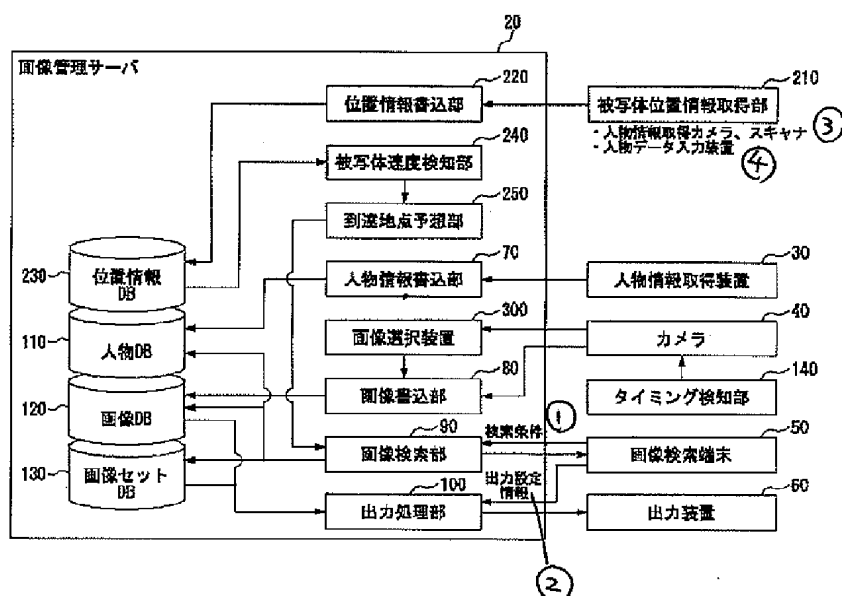 20
画像管理サーバ
220
位置情報書込部
210
被写体位置情報取得部
・人物情報取得カメラ、スキャナ ③
・人物データ入力装置 ④
240
被写体速度検知部
250
到達地点予想部
230
位置情報
DB
70
人物情報書込部
30
人物情報取得装置
110
人物DB
300
画像選択装置
40
カメラ
120
画像DB
80
画像書込部
140
タイミング検知部
90
画像検索部
検索条件 ①
50
画像検索端末
130
画像セット
DB
100
出力処理部
出力設定
情報
②
60
出力装置